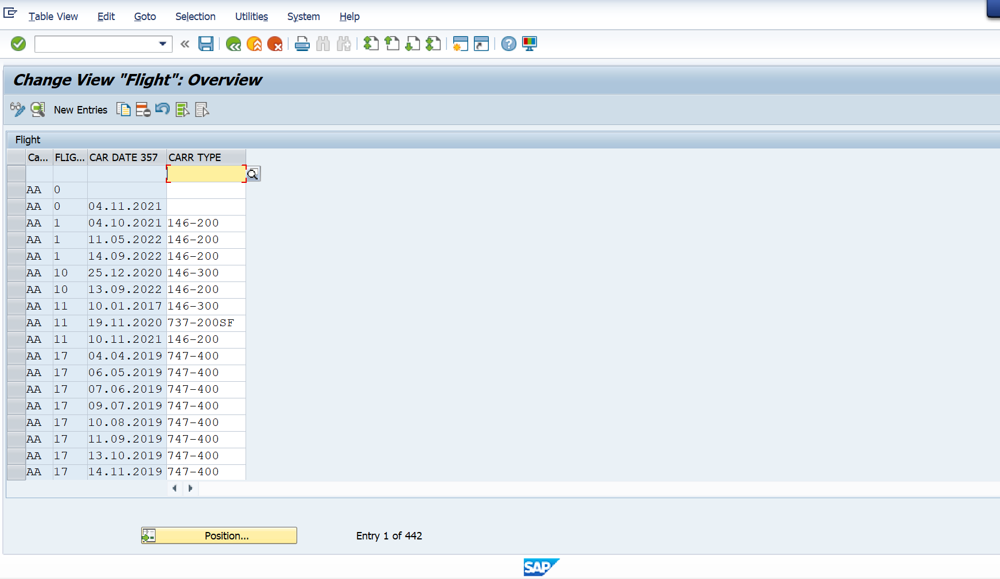 Table View Edit Goto Selection Utilities System Help
Change View "Flight": Overview
New Entries
Flight
Ca... FLIG... CAR DATE 357 CARR TYPE
AA 0
AA 0 04.11.2021
AA 1 04.10.2021 146-200
AA 1 11.05.2022 146-200
AA 1 14.09.2022 146-200
AA 10 25.12.2020 146-300
AA 10 13.09.2022 146-200
AA 11 10.01.2017 146-300
AA 11 19.11.2020 737-200SF
AA 11 10.11.2021 146-200
AA 17 04.04.2019 747-400
AA 17 06.05.2019 747-400
AA 17 07.06.2019 747-400
AA 17 09.07.2019 747-400
AA 17 10.08.2019 747-400
AA 17 11.09.2019 747-400
AA 17 13.10.2019 747-400
AA 17 14.11.2019 747-400
Position... Entry 1 of 442
SAP